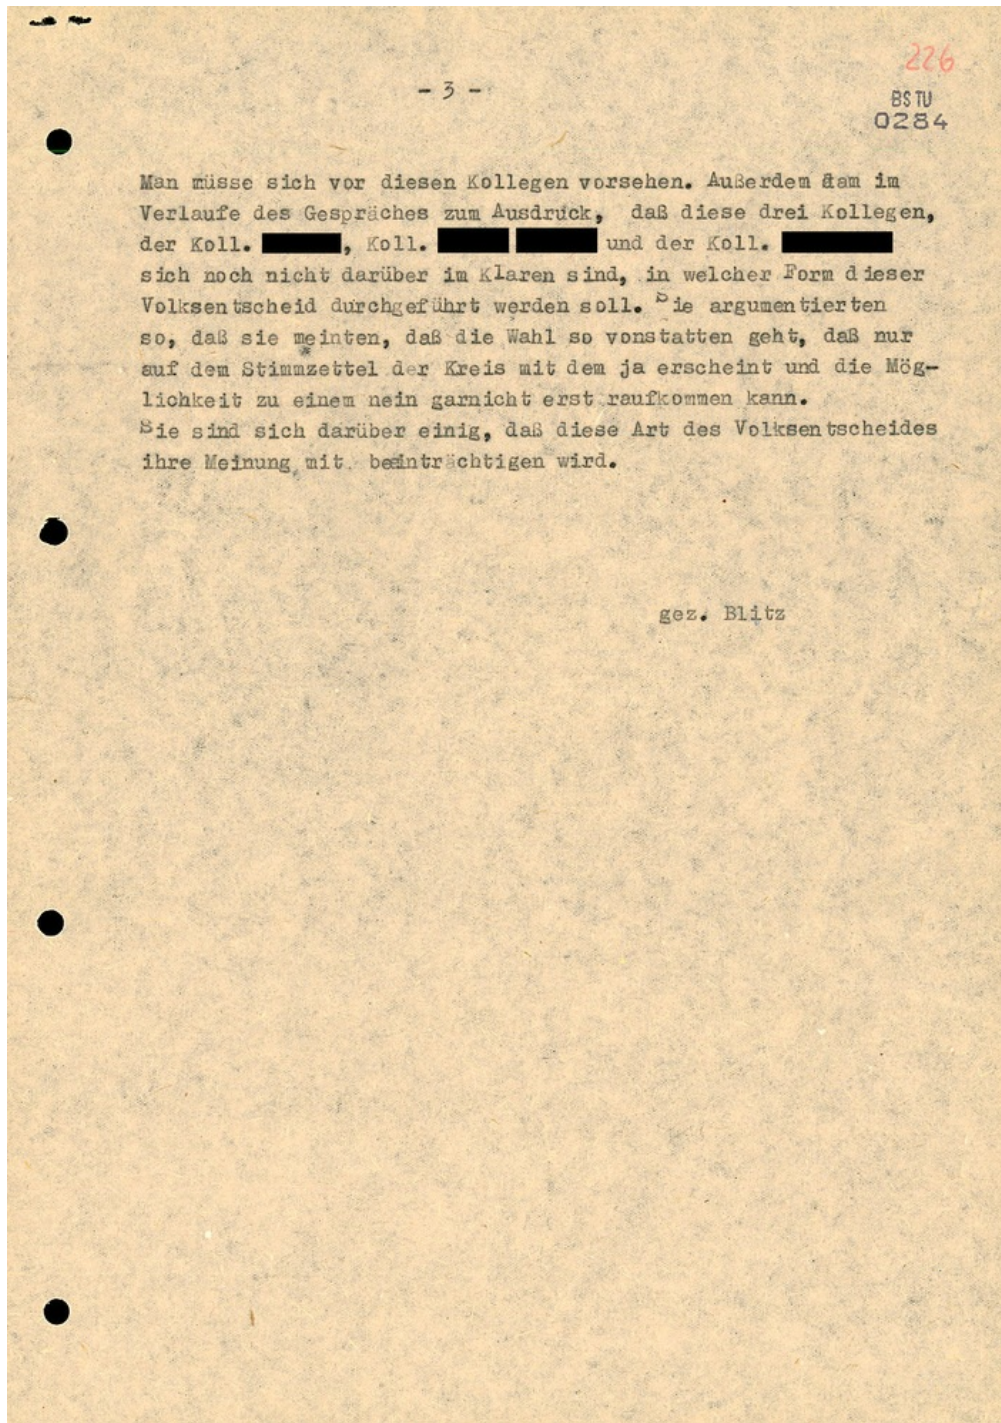 226
- 3 -
BSTU
0284
Man müsse sich vor diesen Kollegen vorsehen. Außerdem kam im
Verlaufe des Gespräches zum Ausdruck, daß diese drei Kollegen,
der Koll. , Koll. und der Koll.
sich noch nicht darüber im Klaren sind, in welcher Form dieser
Volksentscheid durchgeführt werden soll. Sie argumentierten
so, daß sie meinten, daß die Wahl so vonstatten geht, daß nur
auf dem Stimmzettel der Kreis mit dem ja erscheint und die Mög-
lichkeit zu einem nein garnicht erst raufkommen kann.
Sie sind sich darüber einig, daß diese Art des Volksentscheides
ihre Meinung mit beeinträchtigen wird.
gez. Blitz